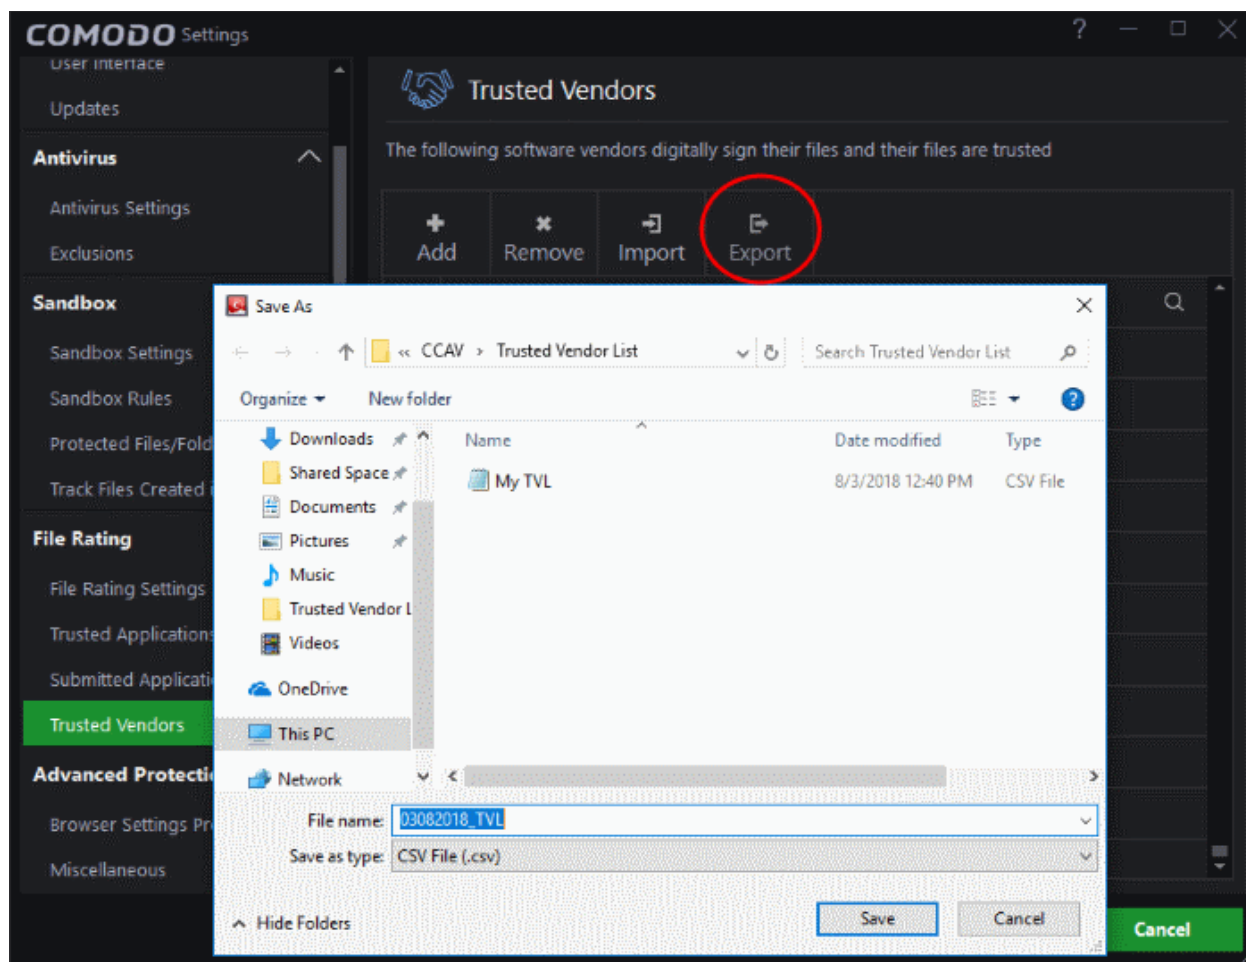 COMODO Settings
?
User Interface
Updates
Antivirus
Antivirus Settings
Exclusions
Sandbox
Sandbox Settings
Sandbox Rules
Protected Files/Fold
Track Files Created i
File Rating
File Rating Settings
Trusted Applications
Submitted Applicati
Trusted Vendors
Advanced Protecti
Browser Settings Pr
Miscellaneous
Trusted Vendors
The following software vendors digitally sign their files and their files are trusted
Add Remove Import Export
Save As
« CCAV > Trusted Vendor List
Search Trusted Vendor List
Organize New folder
?
Downloads
Shared Space
Documents
Pictures
Music
Trusted Vendor L
Videos
OneDrive
This PC
Network
Name Date modified Type
My TVL 8/3/2018 12:40 PM CSV File
File name: 03082018_TVL
Save as type: CSV File (.csv)
Hide Folders
Save Cancel
Cancel